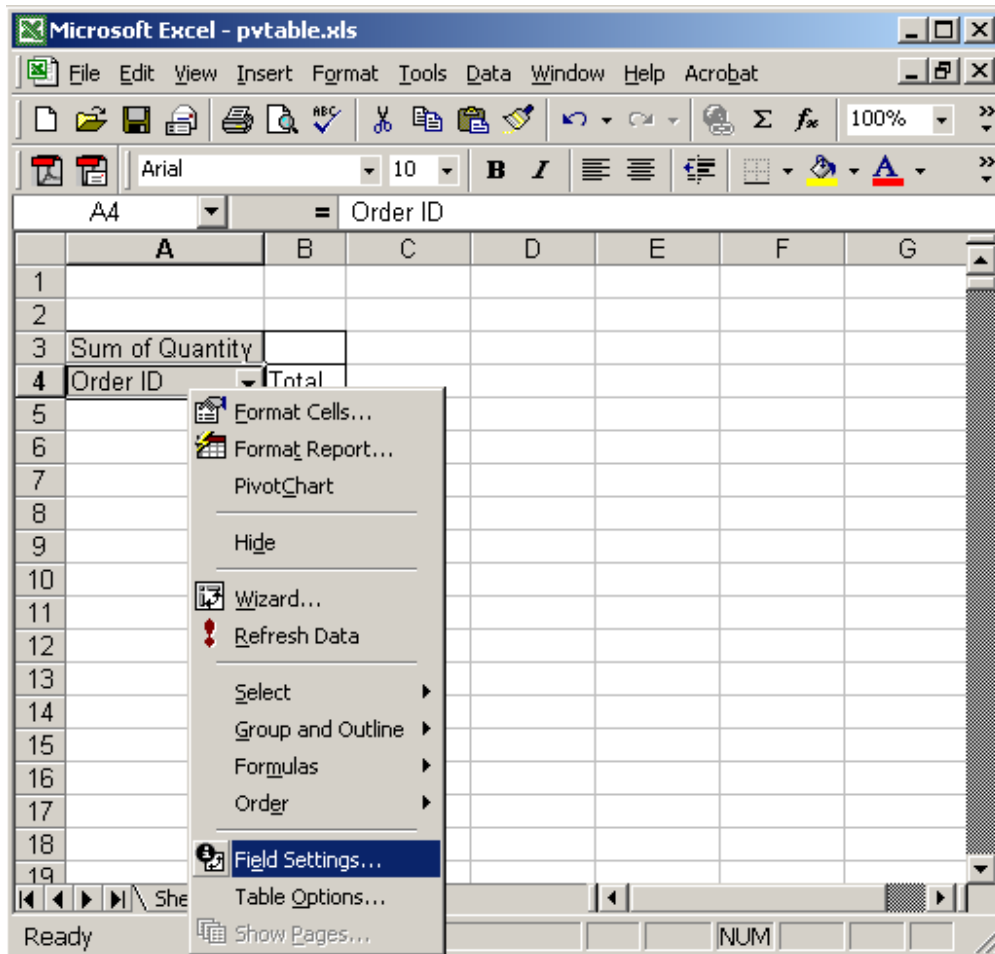 Microsoft Excel - pvtable.xls
File Edit View Insert Format Tools Data Window Help Acrobat
ABC Σ fx 100%
Arial 10 B I A
A4 = Order ID
A B C D E F G
1
2
3 Sum of Quantity
4 Order ID Total
5
6
7
8
9
10
11
12
13
14
15
16
17
18
19
Format Cells...
Format Report...
PivotChart
Hide
Wizard...
Refresh Data
Select
Group and Outline
Formulas
Order
Field Settings...
Table Options...
Show Pages...
She
Ready NUM